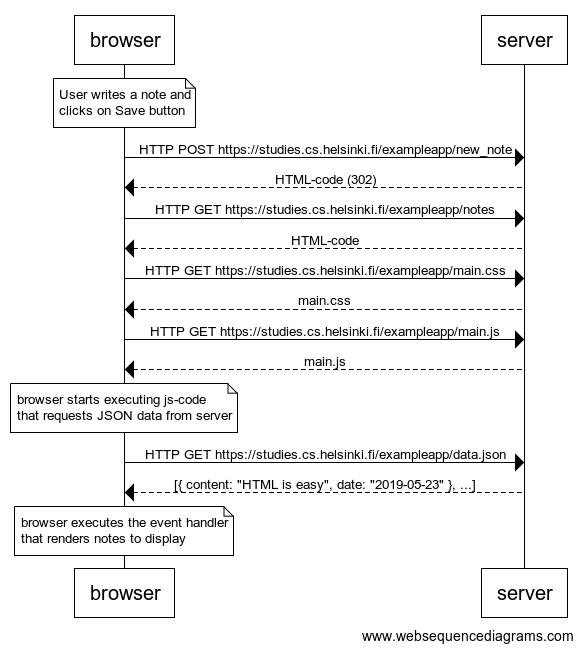 browser
server
User writes a note and
clicks on Save button
HTTP POST https://studies.cs.helsinki.fi/exampleapp/new_note
HTML-code (302)
HTTP GET https://studies.cs.helsinki.fi/exampleapp/notes
HTML-code
HTTP GET https://studies.cs.helsinki.fi/exampleapp/main.css
main.css
HTTP GET https://studies.cs.helsinki.fi/exampleapp/main.js
main.js
browser starts executing js-code
that requests JSON data from server
HTTP GET https://studies.cs.helsinki.fi/exampleapp/data.json
[{ content: "HTML is easy", date: "2019-05-23" }, ...]
browser executes the event handler
that renders notes to display
browser
server
www.websequencediagrams.com